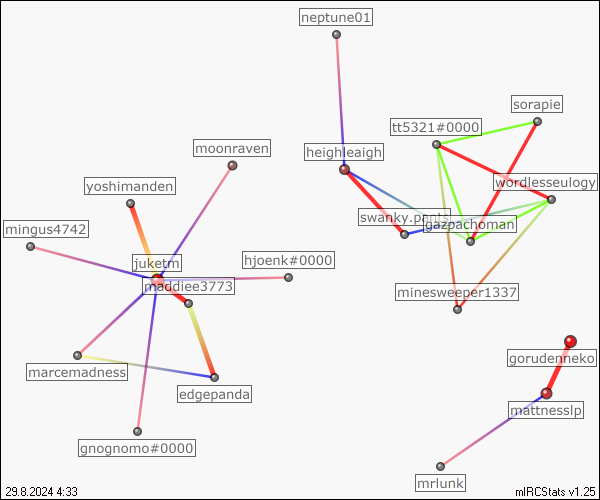 neptune01
sorapie
tt5321#0000
moonraven
heighleaigh
yoshimanden
wordlesseulogy
swanky.pants
gazpachoman
mingus4742
juketm
hjoenk#0000
maddiee3773
minesweeper1337
gorudenneko
marcemadness
edgepanda
mattnesslp
gnognomo#0000
mrlunk
29.8.2024 4:33
mIRCStats v1.25